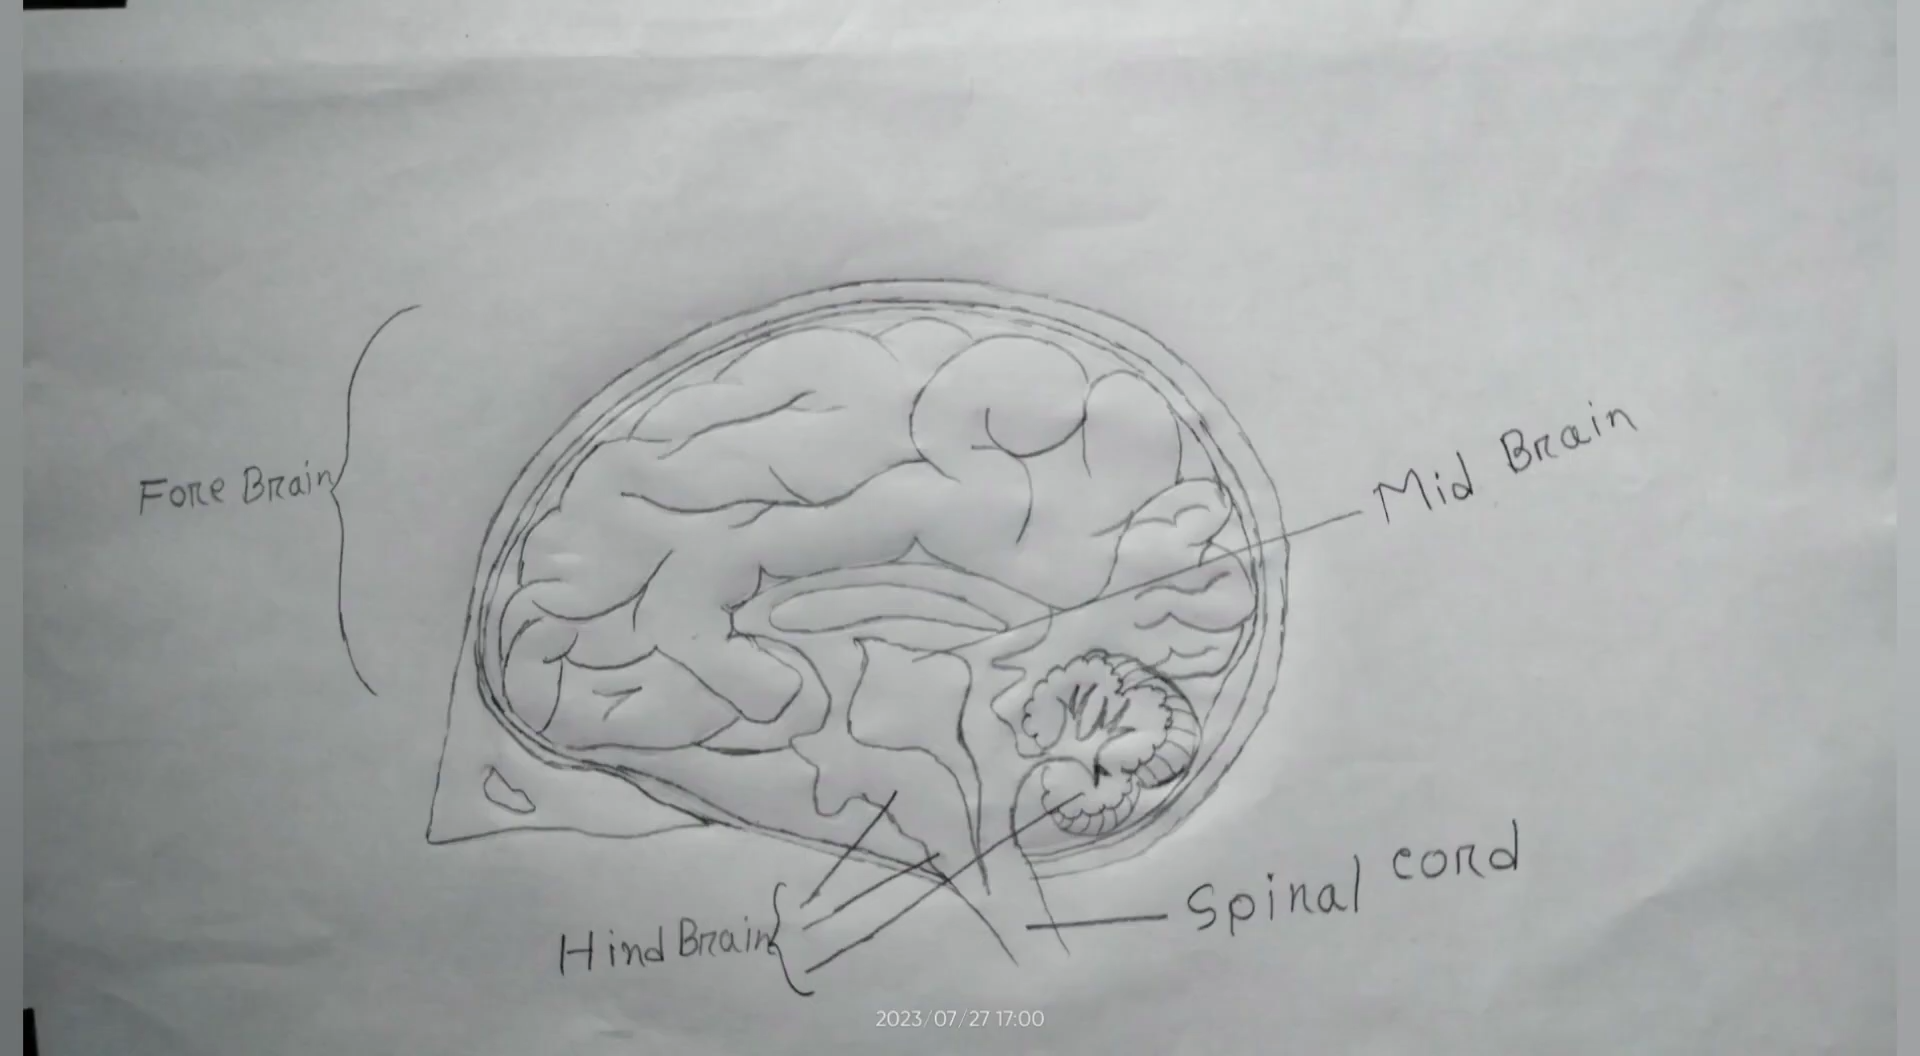 Fore Brain
Mid Brain
Spinal cord
Hind Brain
2023/07/27 17:00